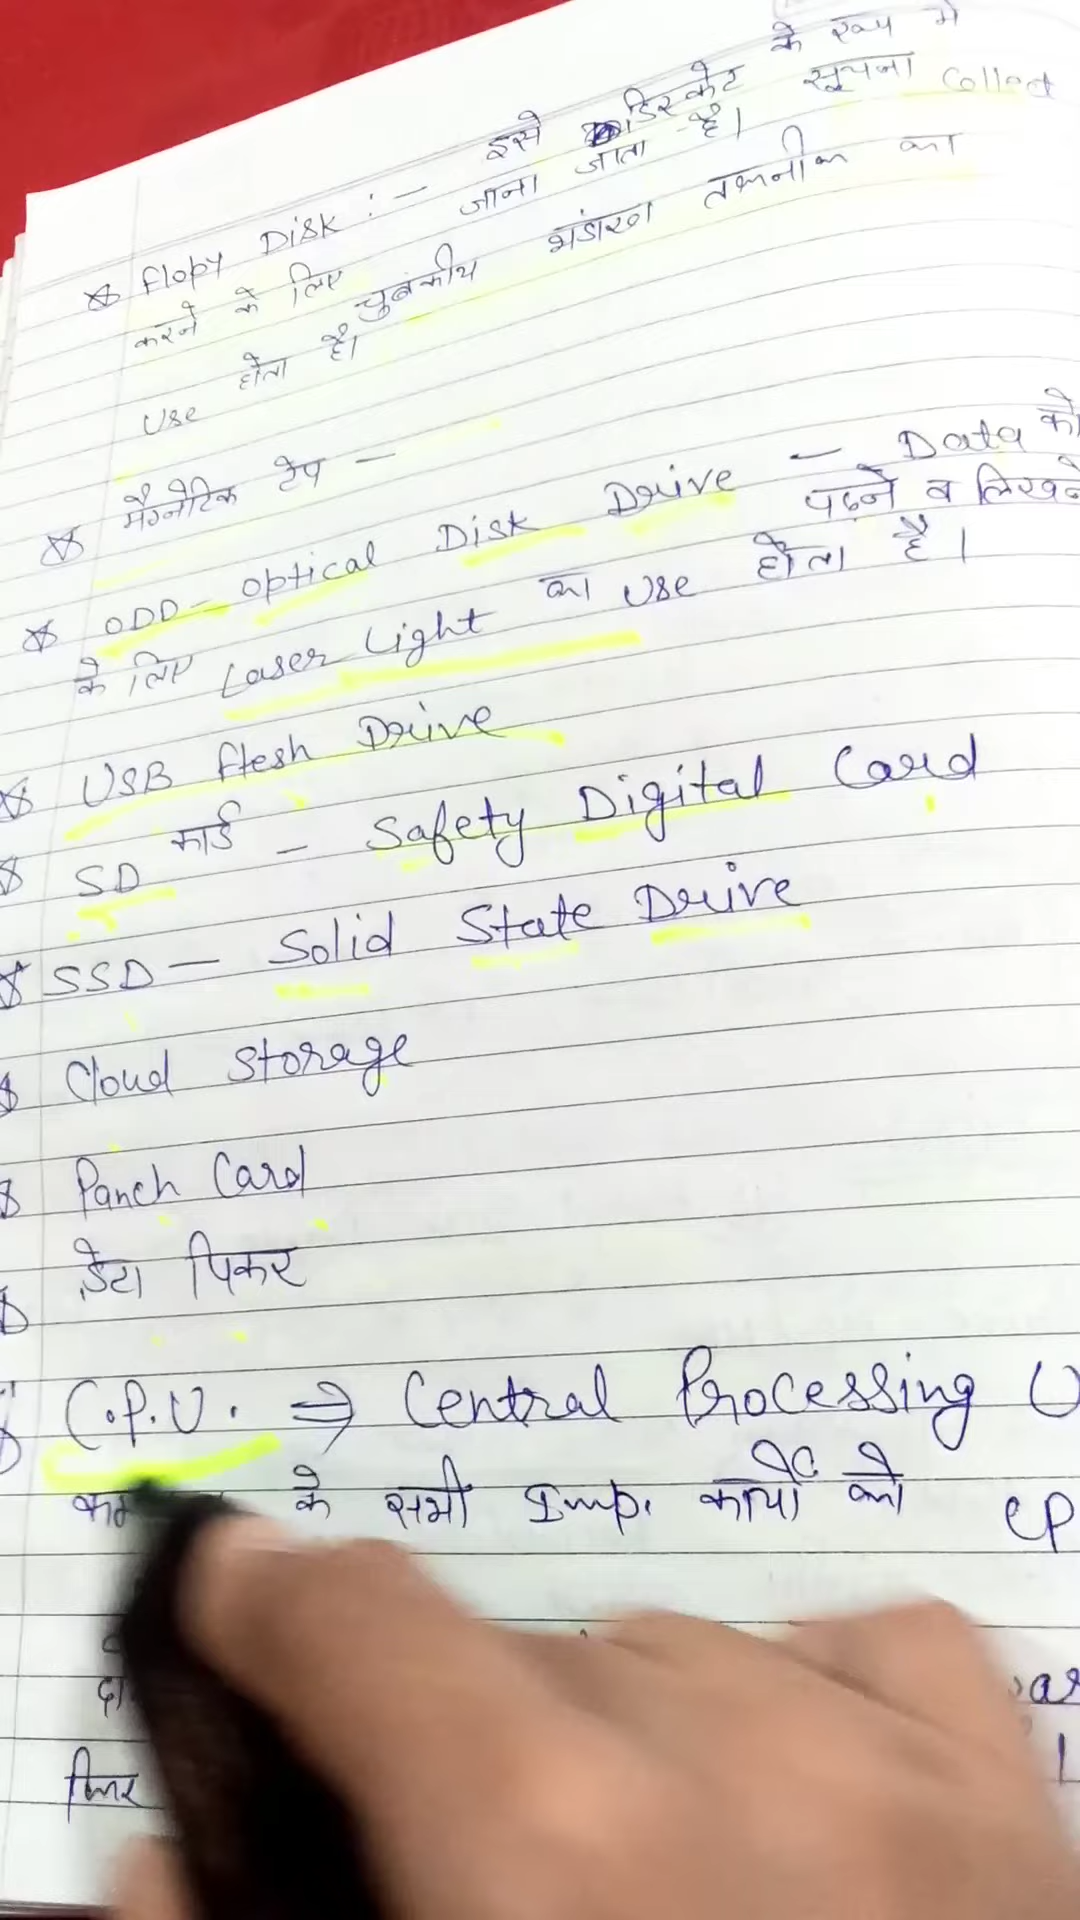 ☆ flopy Disk :- इसे डिस्केट के रूप में
जाना जाता है। सूचना Collect
करने के लिए चुबंकीय भंडारण तकनीक का
Use होता है।
☆ मैग्नेटिक टेप -
☆ ODD- Optical Disk Drive - Data को
पढ़ने व लिखने
के लिए Laser Light का Use होता है।
☆ USB flesh Drive
☆ SD कार्ड - Safety Digital Card
☆ SSD - Solid State Drive
☆ Cloud Storage
☆ Panch Card
डेटा पिकर
C.P.U. ⇒ Central Processing U
के सभी Imp. कार्यो को CP